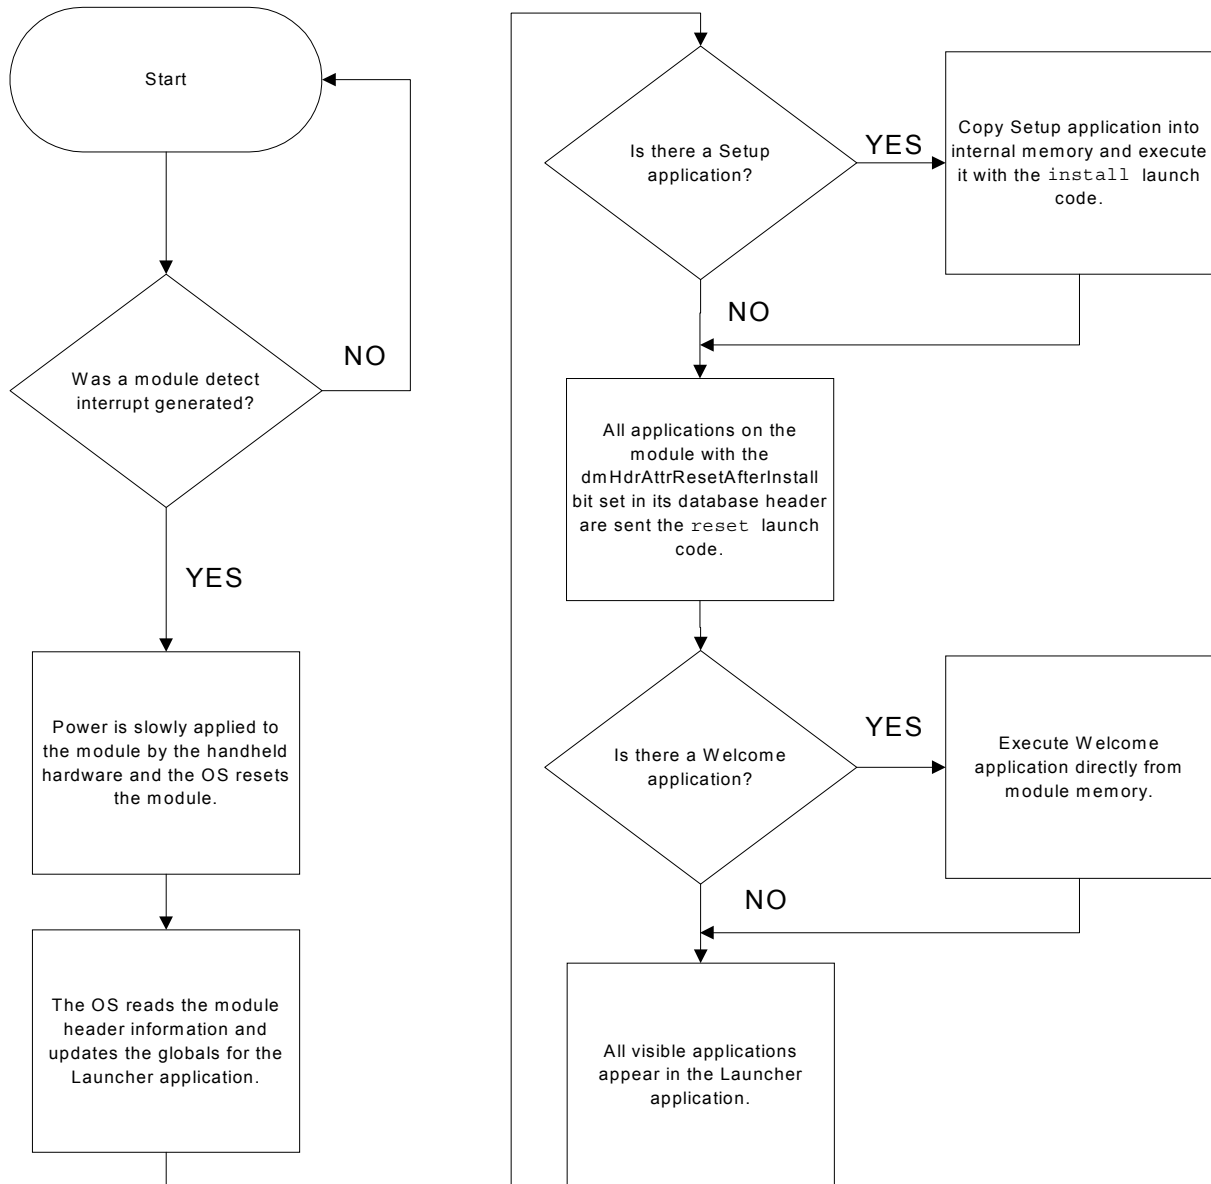 Start
Was a module detect
interrupt generated?
NO
YES
Power is slowly applied to
the module by the handheld
hardware and the OS resets
the module.
The OS reads the module
header information and
updates the globals for the
Launcher application.
Is there a Setup
application?
YES
Copy Setup application into
internal memory and execute
it with the install launch
code.
NO
All applications on the
module with the
dmHdrAttrResetAfterInstall
bit set in its database header
are sent the reset launch
code.
Is there a Welcome
application?
YES
Execute Welcome
application directly from
module memory.
NO
All visible applications
appear in the Launcher
application.